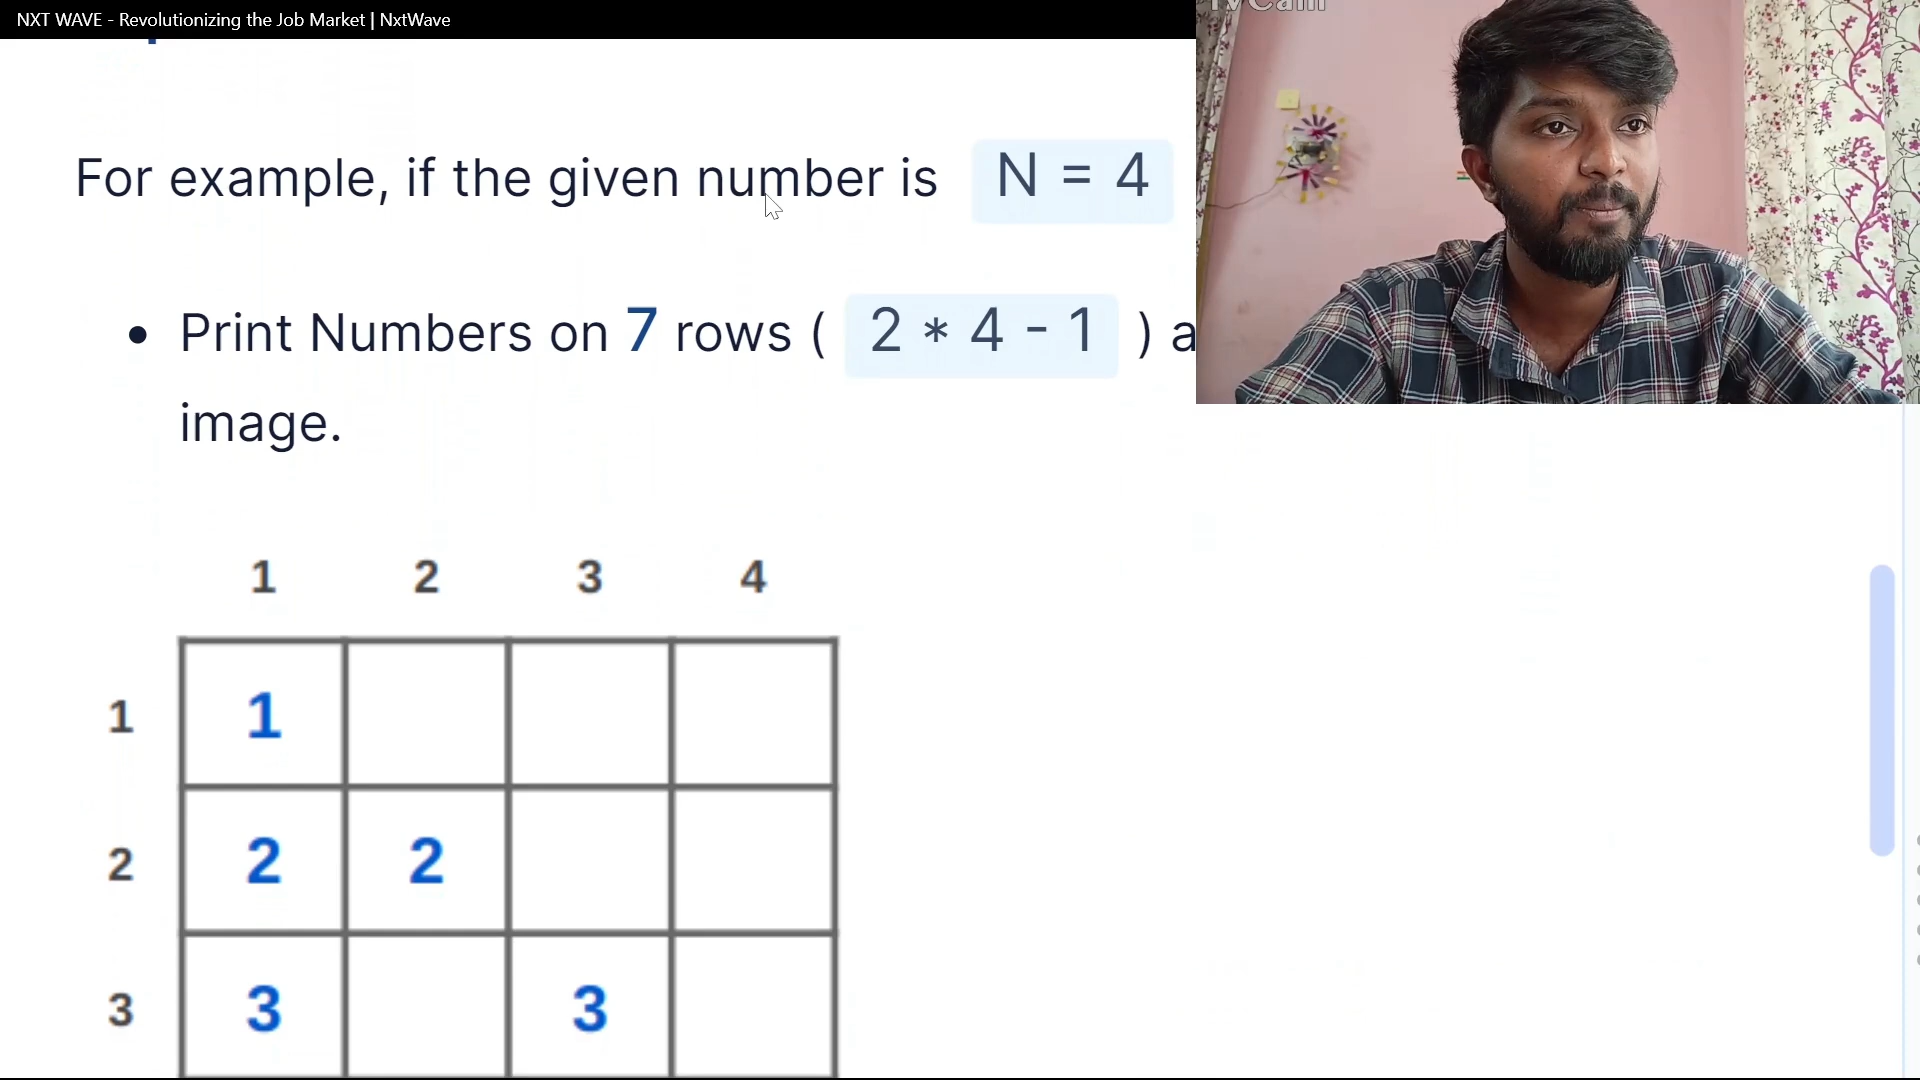 NXT WAVE - Revolutionizing the Job Market | NxtWave
For example, if the given number is N = 4
• Print Numbers on 7 rows ( 2 * 4 - 1 ) a
image.
1 2 3 4
1 1
2 2 2
3 3 3